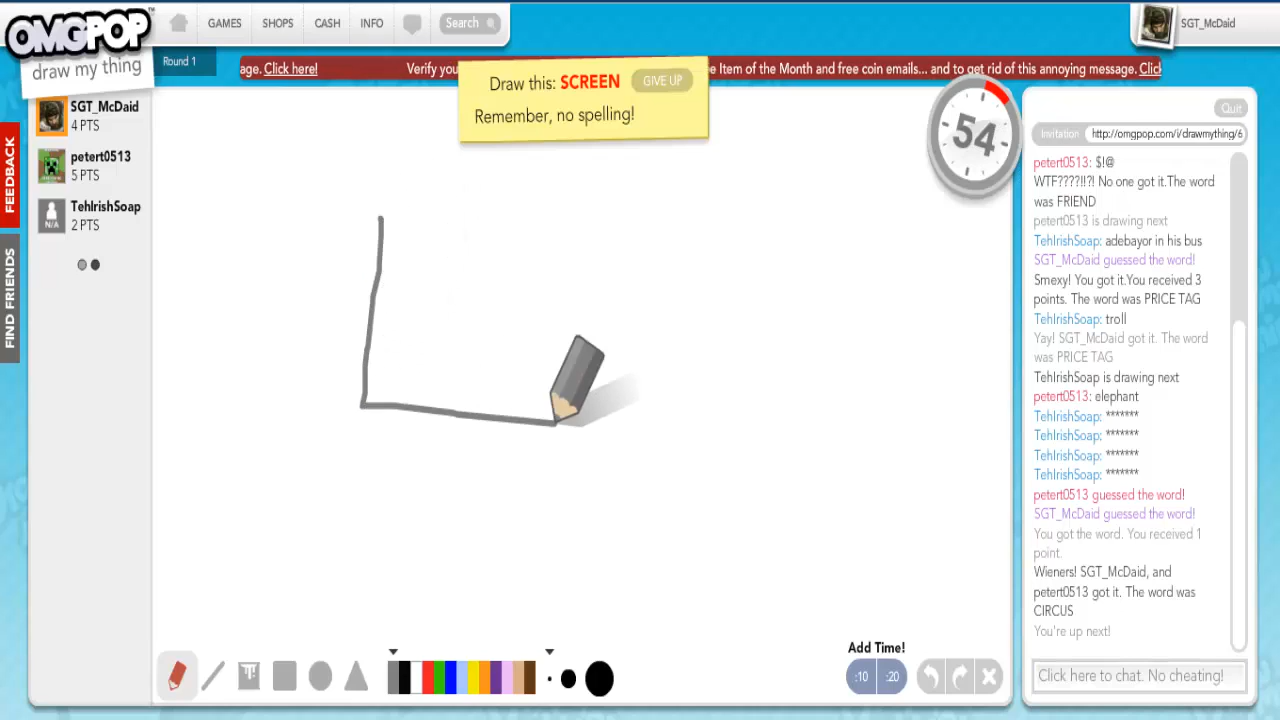 OMGPOP
TM
GAMES
SHOPS
CASH
INFO
Search
SGT_McDaid
draw my thing
Round 1
age. Click here!
Verify you
e Item of the Month and free coin emails... and to get rid of this annoying message. Click
Draw this: SCREEN
GIVE UP
Remember, no spelling!
54
FEEDBACK
FIND FRIENDS
SGT_McDaid
4 PTS
petert0513
5 PTS
N/A
TehIrishSoap
2 PTS
Quit
Invitation
http://omgpop.com/i/drawmything/6
petert0513: $!@
WTF????!!?! No one got it.The word
was FRIEND
petert0513 is drawing next
TehIrishSoap: adebayor in his bus
SGT_McDaid guessed the word!
Smexy! You got it.You received 3
points. The word was PRICE TAG
TehIrishSoap: troll
Yay! SGT_McDaid got it. The word
was PRICE TAG
TehIrishSoap is drawing next
petert0513: elephant
TehIrishSoap: *******
TehIrishSoap: *******
TehIrishSoap: *******
TehIrishSoap: *******
petert0513 guessed the word!
SGT_McDaid guessed the word!
You got the word. You received 1
point.
Wieners! SGT_McDaid, and
petert0513 got it. The word was
CIRCUS
You're up next!
Click here to chat. No cheating!
Add Time!
:10
:20